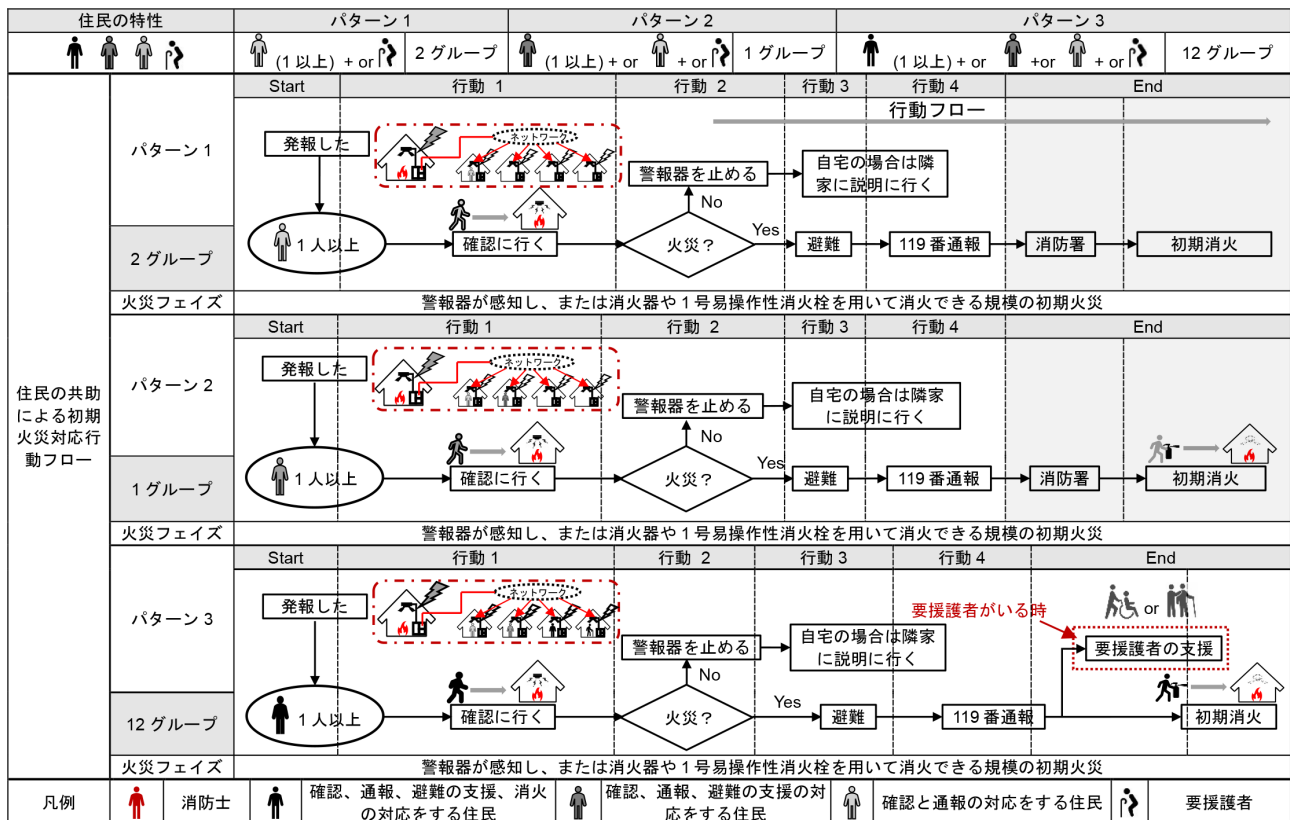 住民の特性
パターン 1
パターン 2
パターン 3
(1 以上) + or
2 グループ
(1 以上) + or + or
1 グループ
(1 以上) + or +or + or
12 グループ
住民の共助
による初期
火災対応行
動フロー
パターン 1
2 グループ
Start
行動 1
行動 2
行動 3
行動 4
End
行動フロー
発報した
ネットワーク
警報器を止める
自宅の場合は隣
家に説明に行く
No
1 人以上
確認に行く
火災？
Yes
避難
119 番通報
消防署
初期消火
火災フェイズ
警報器が感知し、または消火器や 1 号易操作性消火栓を用いて消火できる規模の初期火災
パターン 2
1 グループ
Start
行動 1
行動 2
行動 3
行動 4
End
発報した
ネットワーク
警報器を止める
自宅の場合は隣家
に説明に行く
No
1 人以上
確認に行く
火災？
Yes
避難
119 番通報
消防署
初期消火
火災フェイズ
警報器が感知し、または消火器や 1 号易操作性消火栓を用いて消火できる規模の初期火災
パターン 3
12 グループ
Start
行動 1
行動 2
行動 3
行動 4
End
発報した
ネットワーク
要援護者がいる時
or
警報器を止める
自宅の場合は隣家
に説明に行く
要援護者の支援
No
1 人以上
確認に行く
火災？
Yes
避難
119 番通報
初期消火
火災フェイズ
警報器が感知し、または消火器や 1 号易操作性消火栓を用いて消火できる規模の初期火災
凡例
消防士
確認、通報、避難の支援、消火
の対応をする住民
確認、通報、避難の支援の対
応をする住民
確認と通報の対応をする住民
要援護者